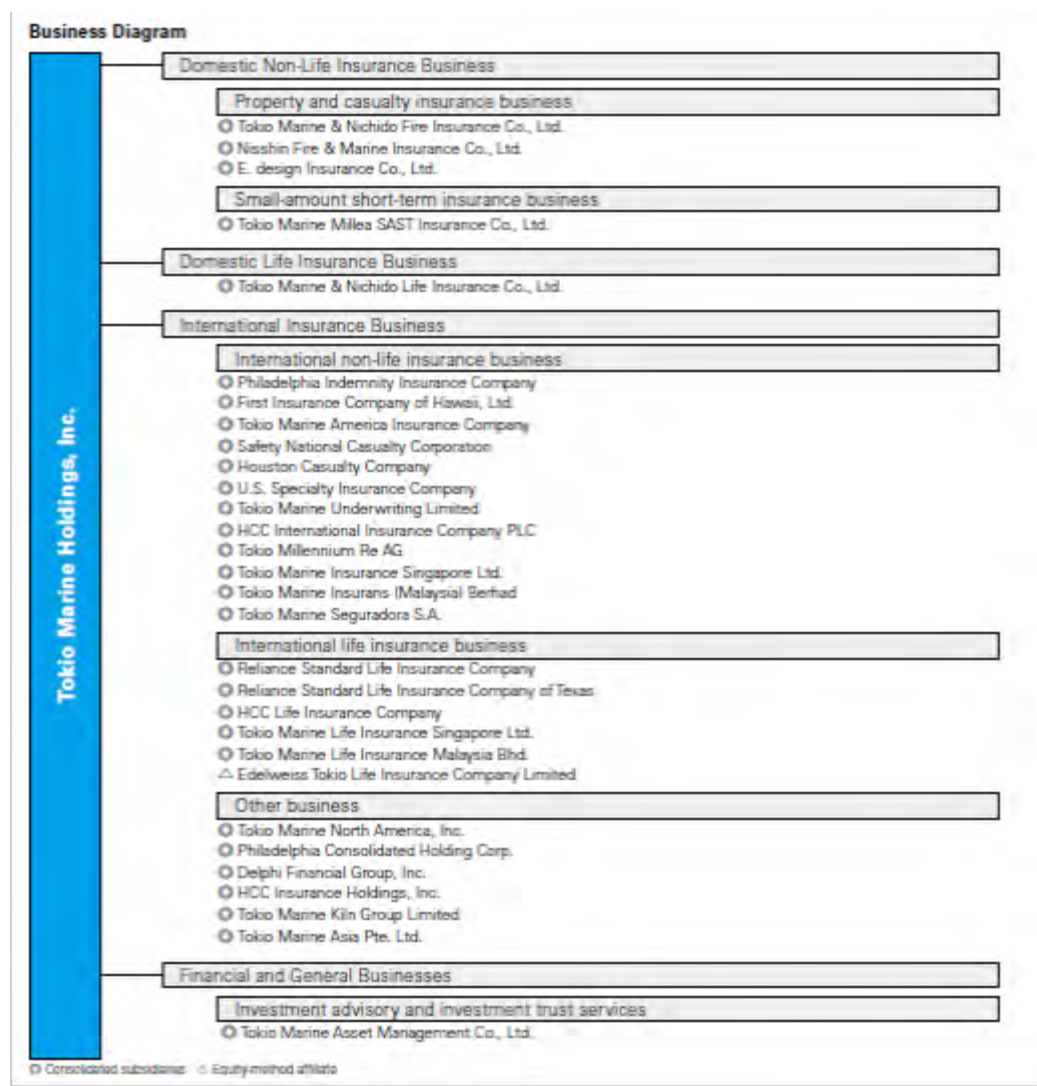 Business Diagram
Tokio Marine Holdings, Inc.
Domestic Non-Life Insurance Business
Property and casualty insurance business
◎ Tokio Marine & Nichido Fire Insurance Co., Ltd.
◎ Nisshin Fire & Marine Insurance Co., Ltd.
◎ E. design Insurance Co., Ltd.
Small-amount short-term insurance business
◎ Tokio Marine Millea SAST Insurance Co., Ltd.
Domestic Life Insurance Business
◎ Tokio Marine & Nichido Life Insurance Co., Ltd.
International Insurance Business
International non-life insurance business
◎ Philadelphia Indemnity Insurance Company
◎ First Insurance Company of Hawaii, Ltd.
◎ Tokio Marine America Insurance Company
◎ Safety National Casualty Corporation
◎ Houston Casualty Company
◎ U.S. Specialty Insurance Company
◎ Tokio Marine Underwriting Limited
◎ HCC International Insurance Company PLC
◎ Tokio Millennium Re AG
◎ Tokio Marine Insurance Singapore Ltd.
◎ Tokio Marine Insurans (Malaysia) Berhad
◎ Tokio Marine Seguradora S.A.
International life insurance business
◎ Reliance Standard Life Insurance Company
◎ Reliance Standard Life Insurance Company of Texas
◎ HCC Life Insurance Company
◎ Tokio Marine Life Insurance Singapore Ltd.
◎ Tokio Marine Life Insurance Malaysia Bhd.
△ Edelweiss Tokio Life Insurance Company Limited
Other business
◎ Tokio Marine North America, Inc.
◎ Philadelphia Consolidated Holding Corp.
◎ Delphi Financial Group, Inc.
◎ HCC Insurance Holdings, Inc.
◎ Tokio Marine Kiln Group Limited
◎ Tokio Marine Asia Pte. Ltd.
Financial and General Businesses
Investment advisory and investment trust services
◎ Tokio Marine Asset Management Co., Ltd.
◎ Consolidated subsidiaries △ Equity-method affiliate